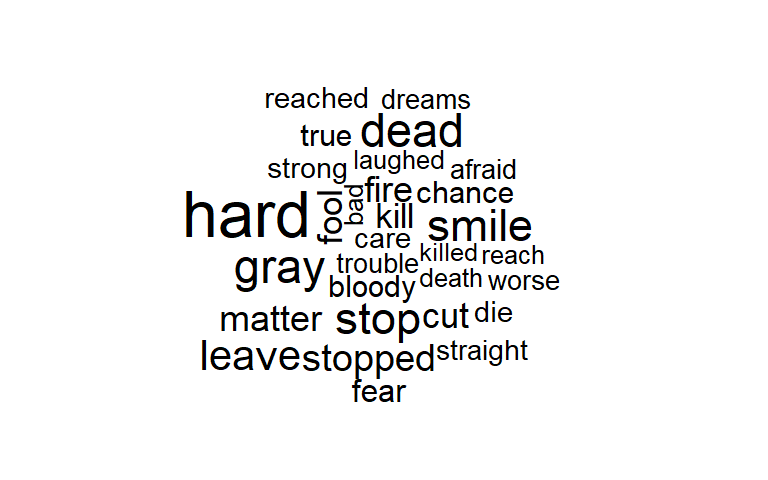 reached dreams
true dead
strong laughed afraid
hard fool bad fire chance
kill smile
care
gray trouble killed reach
bloody death worse
matter stop cut die
leave stopped straight
fear